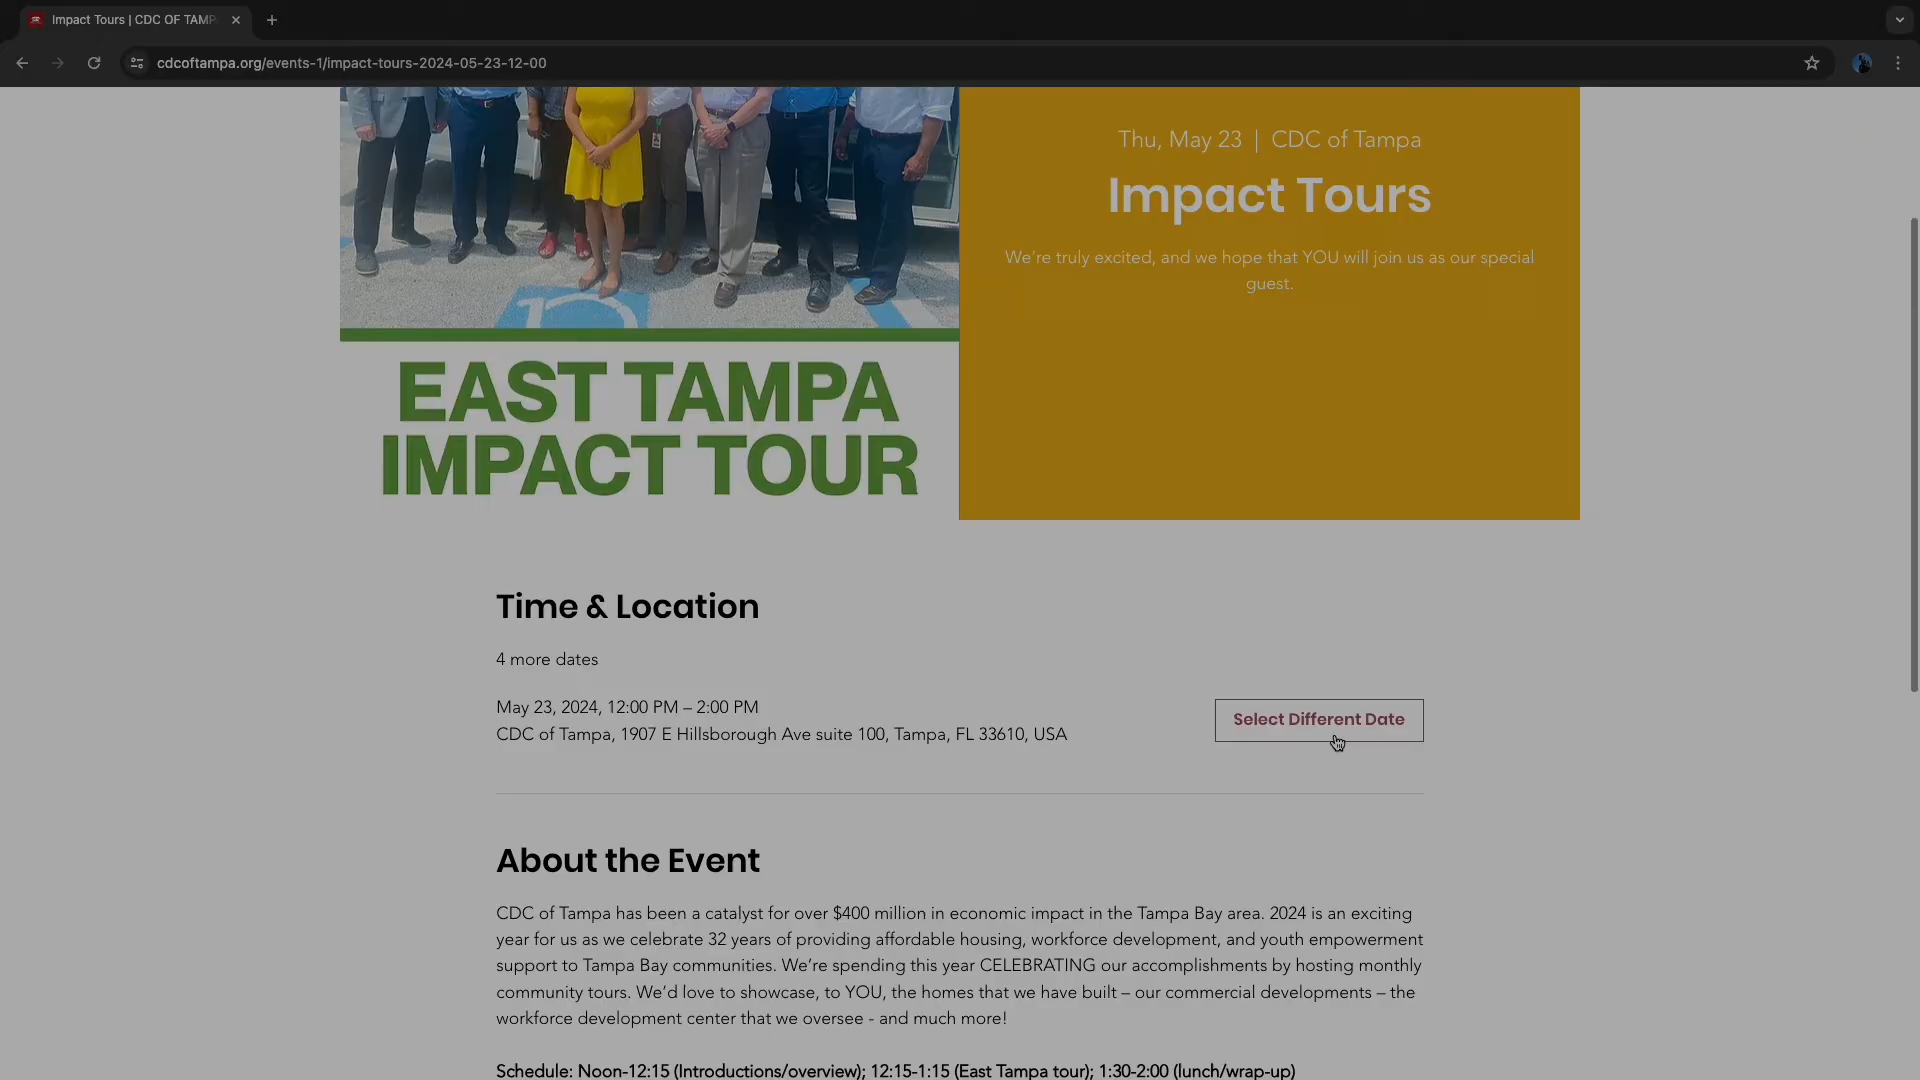 Impact Tours | CDC OF TAMP
cdcoftampa.org/events-1/impact-tours-2024-05-23-12-00
Thu, May 23 | CDC of Tampa
Impact Tours
We're truly excited, and we hope that YOU will join us as our special
guest.
EAST TAMPA
IMPACT TOUR
Time & Location
4 more dates
May 23, 2024, 12:00 PM – 2:00 PM
CDC of Tampa, 1907 E Hillsborough Ave suite 100, Tampa, FL 33610, USA
Select Different Date
About the Event
CDC of Tampa has been a catalyst for over $400 million in economic impact in the Tampa Bay area. 2024 is an exciting
year for us as we celebrate 32 years of providing affordable housing, workforce development, and youth empowerment
support to Tampa Bay communities. We're spending this year CELEBRATING our accomplishments by hosting monthly
community tours. We'd love to showcase, to YOU, the homes that we have built – our commercial developments – the
workforce development center that we oversee - and much more!
Schedule: Noon-12:15 (Introductions/overview); 12:15-1:15 (East Tampa tour); 1:30-2:00 (lunch/wrap-up)